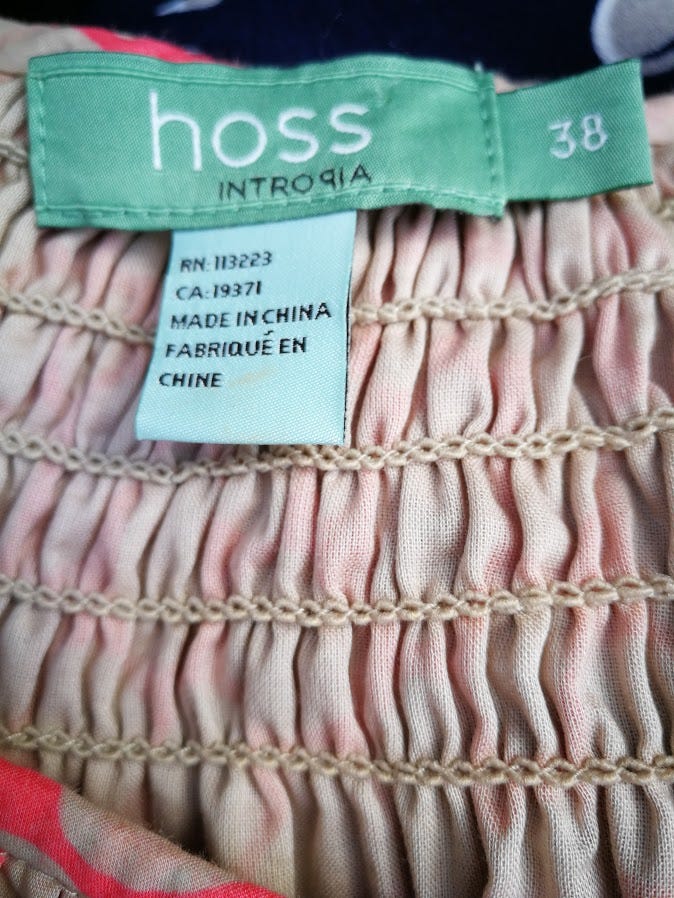 hoss
INTROPIA
38
RN: 113223
CA: 19371
MADE IN CHINA
FABRIQUÉ EN
CHINE